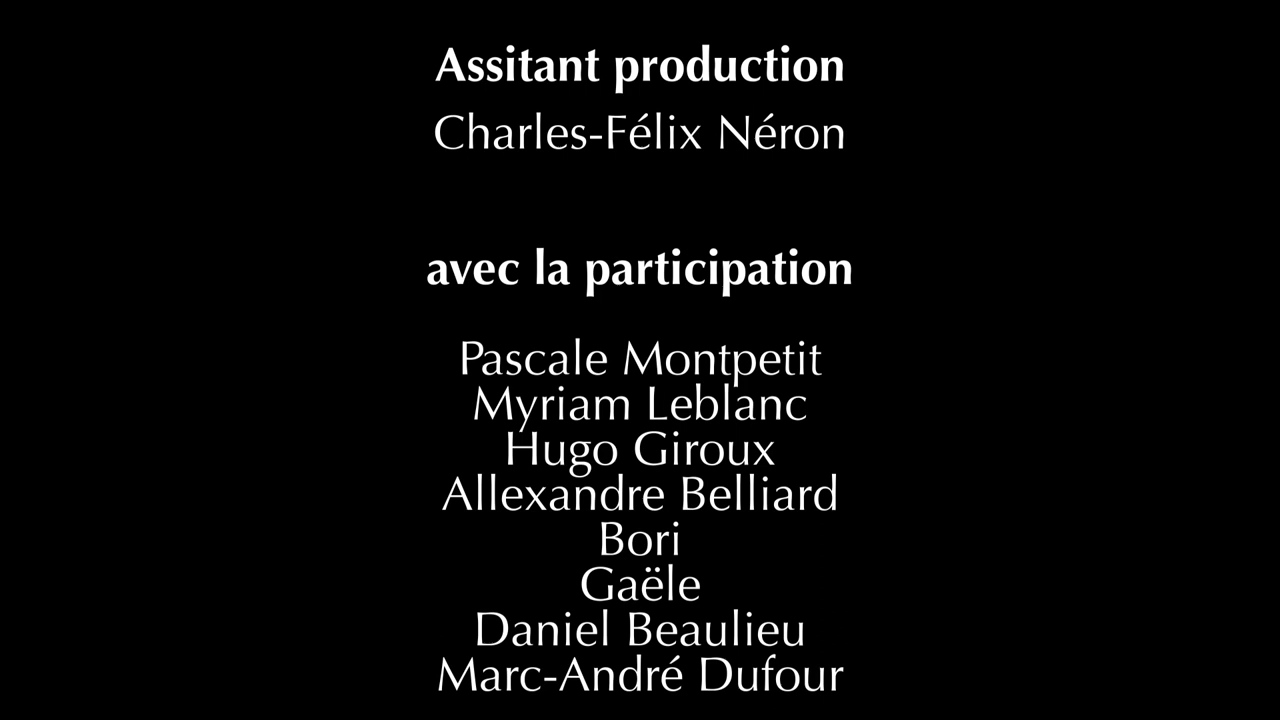 Assitant production
Charles-Félix Néron
avec la participation
Pascale Montpetit
Myriam Leblanc
Hugo Giroux
Allexandre Belliard
Bori
Gaële
Daniel Beaulieu
Marc-André Dufour